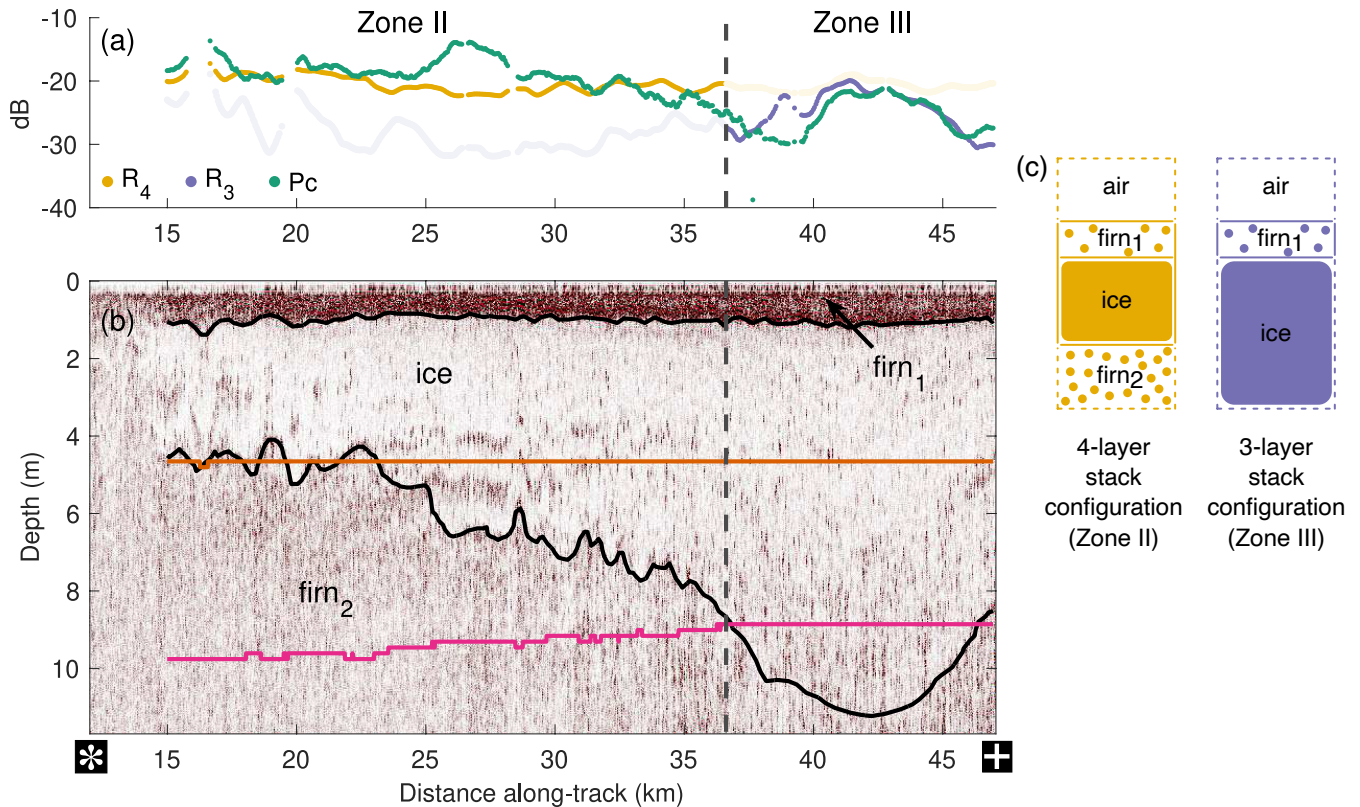 Zone II
Zone III
(a)
-10
-20
-30
-40
dB
R4
R3
Pc
15
20
25
30
35
40
45
(b)
0
2
4
6
8
10
Depth (m)
ice
firn1
firn2
15
20
25
30
35
40
45
Distance along-track (km)
(c)
air
firn1
ice
firn2
4-layer
stack
configuration
(Zone II)
air
firn1
ice
3-layer
stack
configuration
(Zone III)